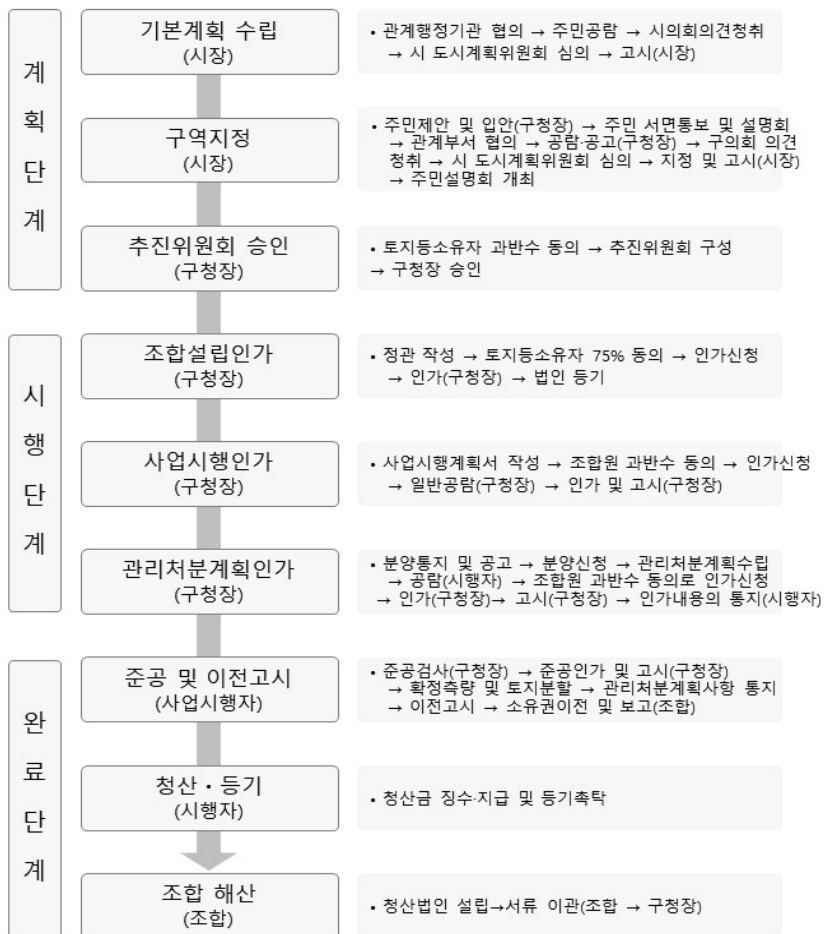 계획단계
기본계획 수립
(시장)
• 관계행정기관 협의 → 주민공람 → 시의회의견청취
→ 시 도시계획위원회 심의 → 고시(시장)
구역지정
(시장)
• 주민제안 및 입안(구청장) → 주민 서면통보 및 설명회
→ 관계부서 협의 → 공람·공고(구청장) → 구의회 의견
청취 → 시 도시계획위원회 심의 → 지정 및 고시(시장)
→ 주민설명회 개최
추진위원회 승인
(구청장)
• 토지등소유자 과반수 동의 → 추진위원회 구성
→ 구청장 승인
시행단계
조합설립인가
(구청장)
• 정관 작성 → 토지등소유자 75% 동의 → 인가신청
→ 인가(구청장) → 법인 등기
사업시행인가
(구청장)
• 사업시행계획서 작성 → 조합원 과반수 동의 → 인가신청
→ 일반공람(구청장) → 인가 및 고시(구청장)
관리처분계획인가
(구청장)
• 분양통지 및 공고 → 분양신청 → 관리처분계획수립
→ 공람(시행자) → 조합원 과반수 동의로 인가신청
→ 인가(구청장)→ 고시(구청장) → 인가내용의 통지(시행자)
완료단계
준공 및 이전고시
(사업시행자)
• 준공검사(구청장) → 준공인가 및 고시(구청장)
→ 확정측량 및 토지분할 → 관리처분계획사항 통지
→ 이전고시 → 소유권이전 및 보고(조합)
청산・등기
(시행자)
• 청산금 징수·지급 및 등기촉탁
조합 해산
(조합)
• 청산법인 설립→서류 이관(조합 → 구청장)